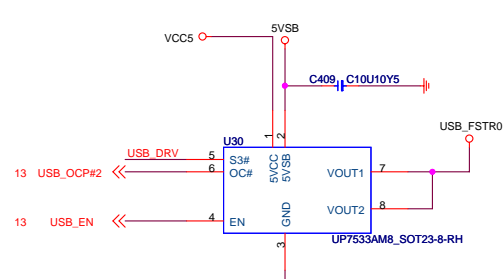 5VSB
VCC5
C409 C10U10Y5
USB_FSTR0
U30
1
2
USB_DRV
5
S3#
5VCC
5VSB
13 USB_OCP#2
6
OC#
VOUT1
7
13 USB_EN
4
EN
GND
VOUT2
8
3
UP7533AM8_SOT23-8-RH